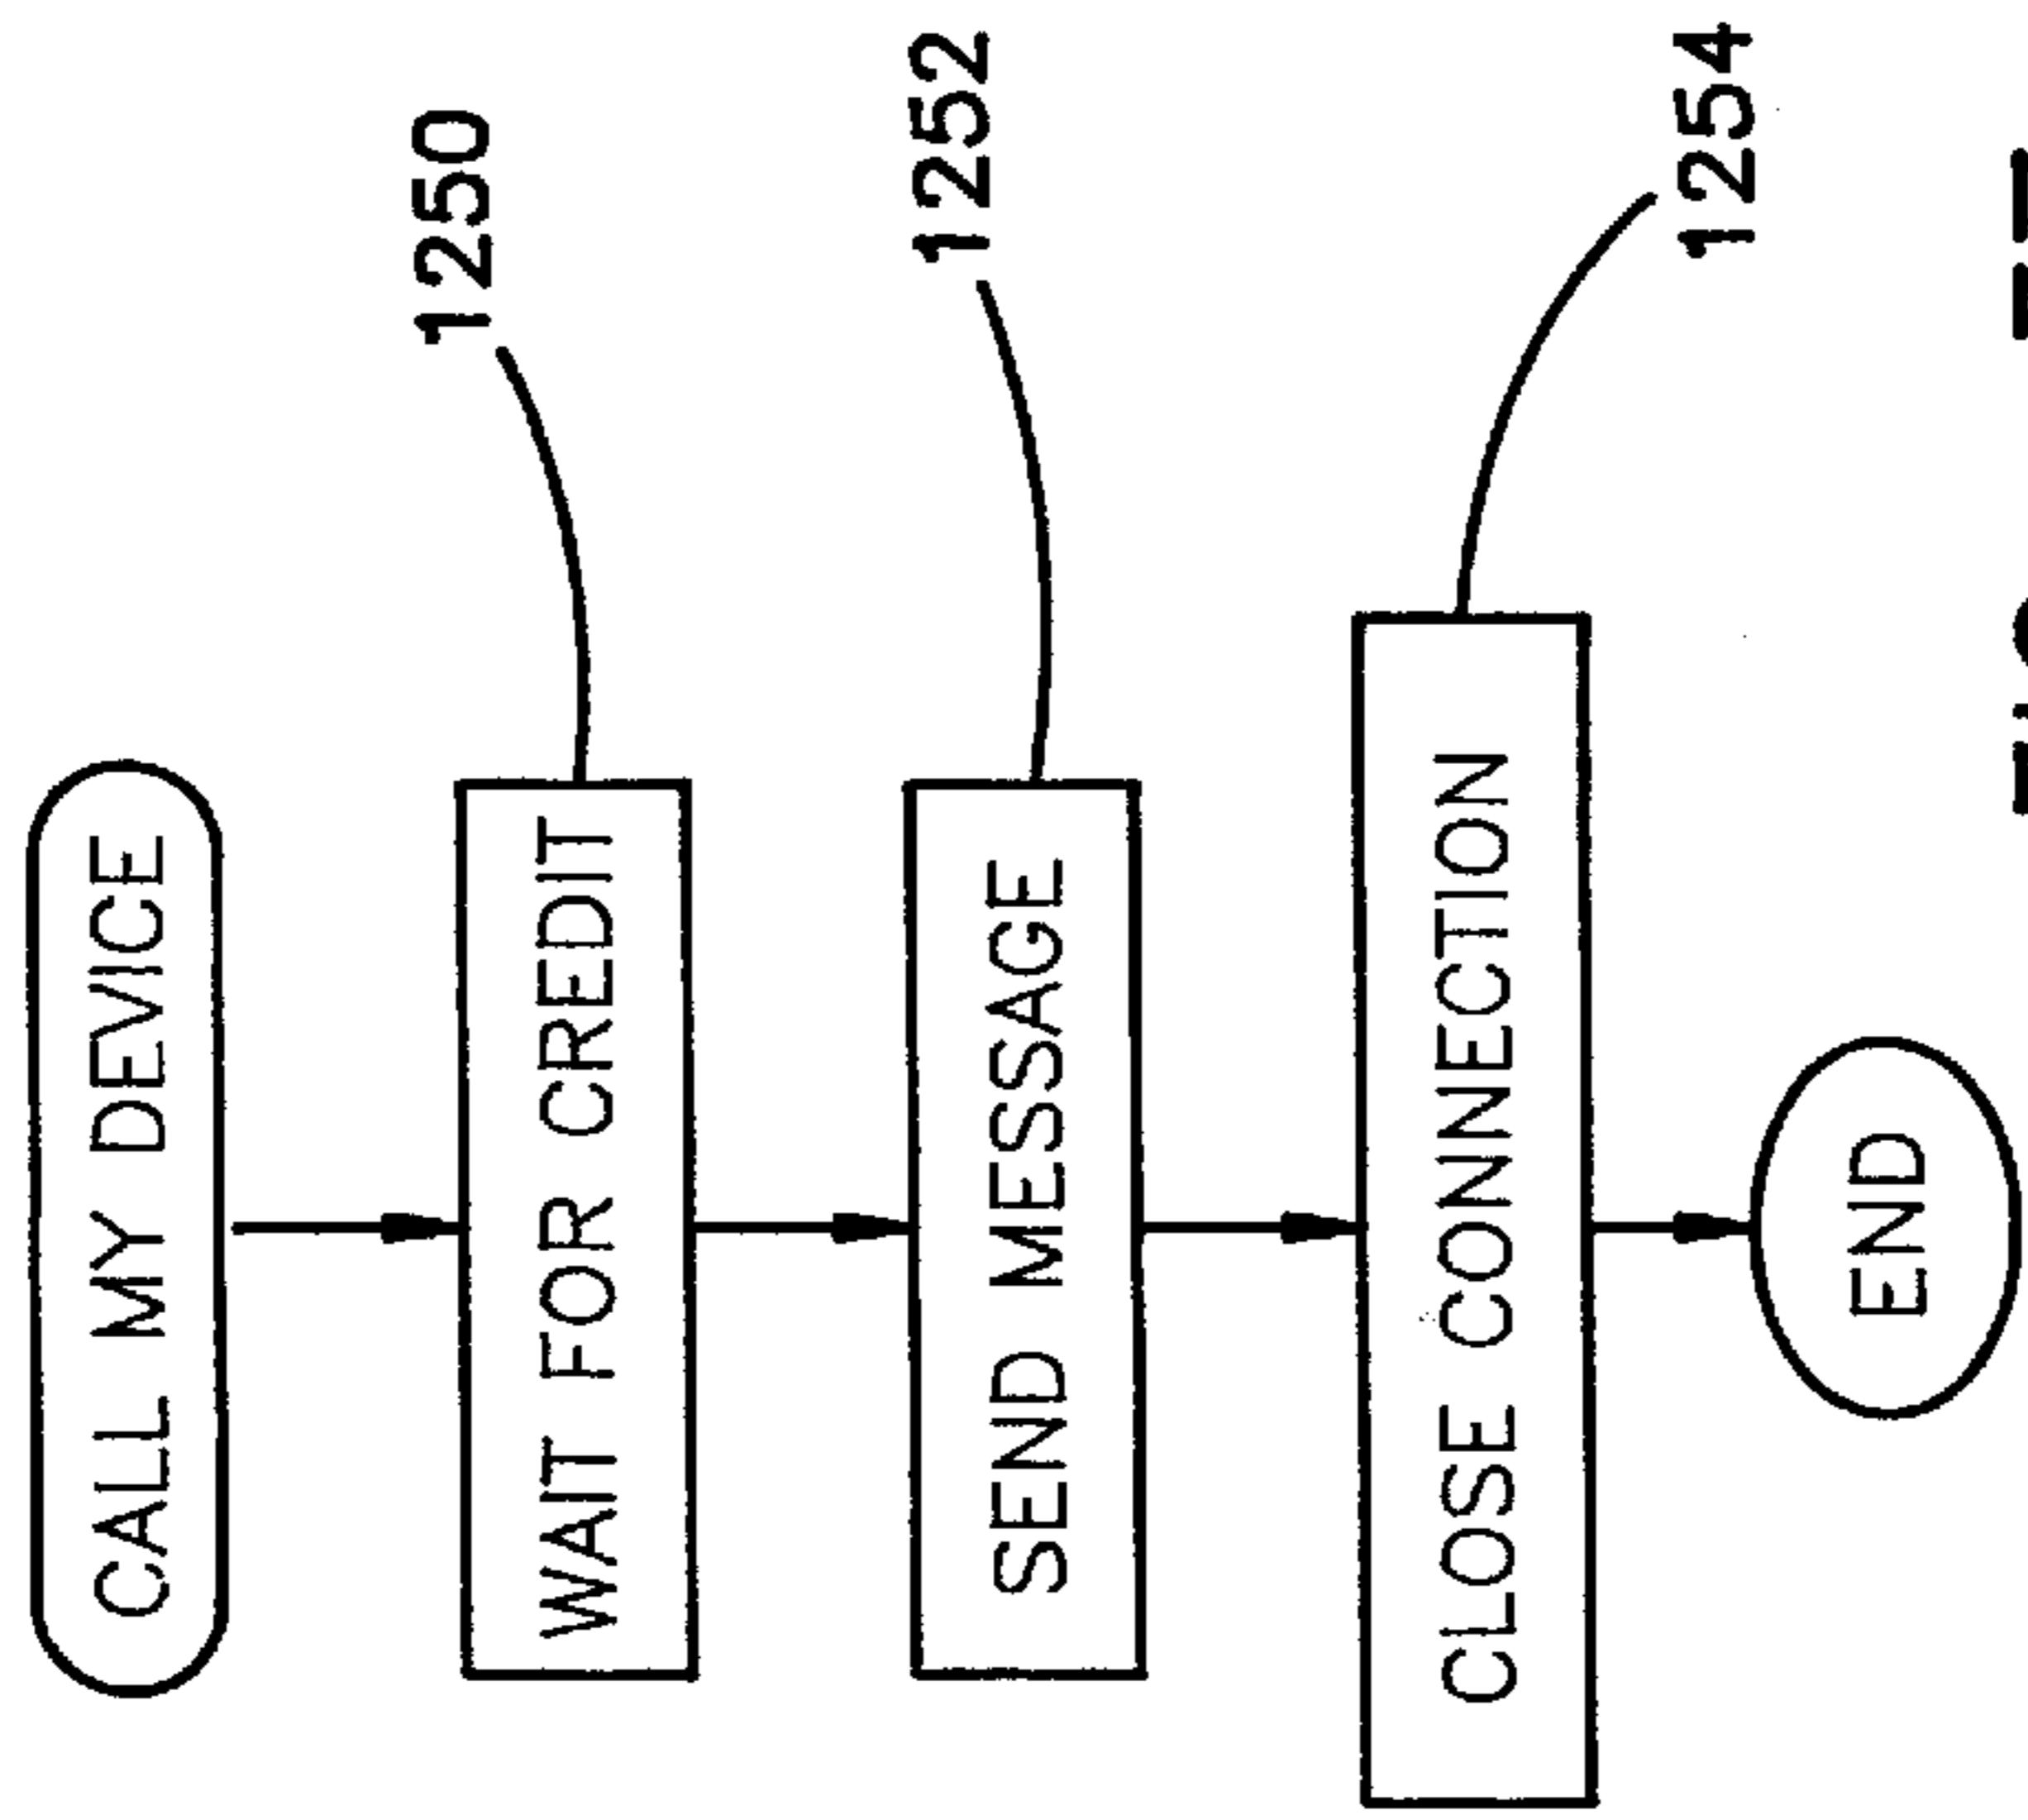 CALL MY DEVICE
WAIT FOR CREDIT
1250
SEND MESSAGE
1252
CLOSE CONNECTION
1254
END